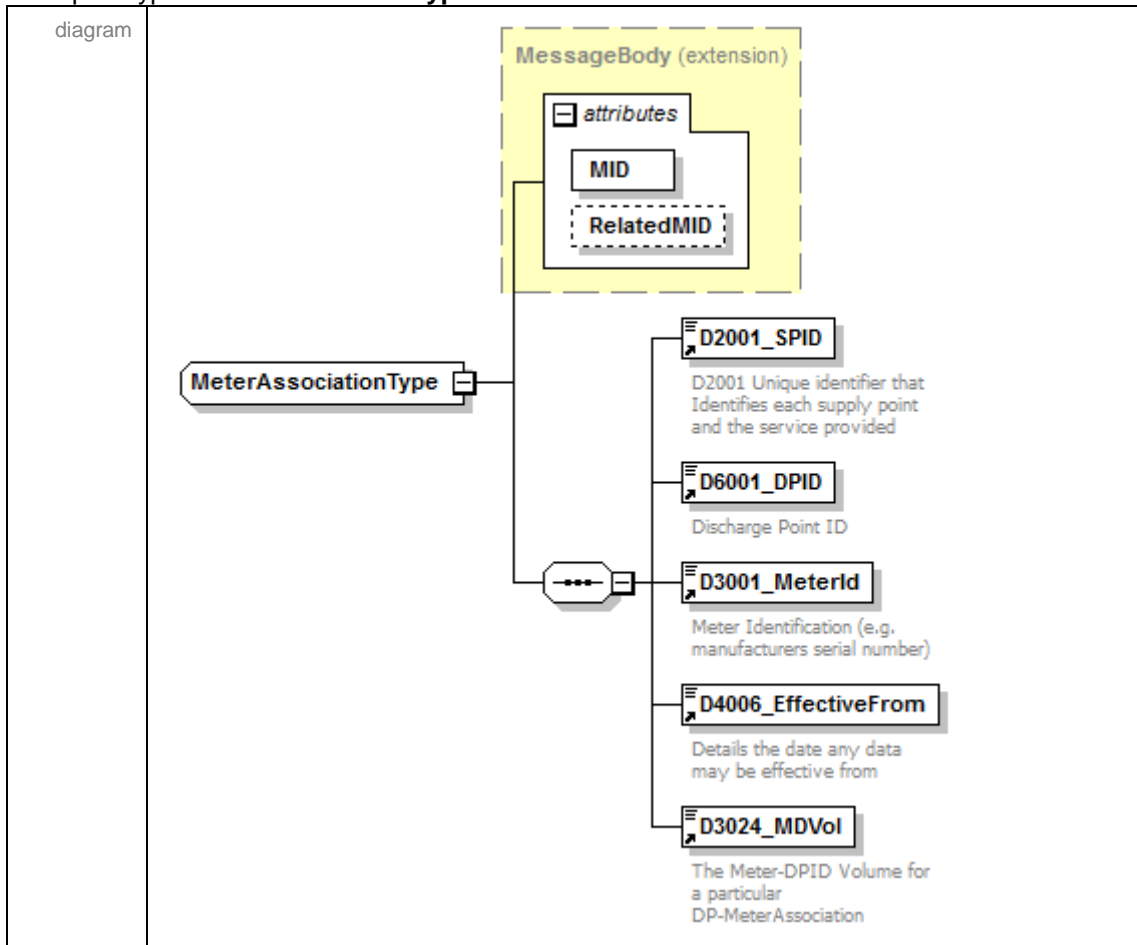 diagram
MessageBody (extension)
attributes
MID
RelatedMID
MeterAssociationType
D2001_SPID
D2001 Unique identifier that
Identifies each supply point
and the service provided
D6001_DPID
Discharge Point ID
D3001_MeterId
Meter Identification (e.g.
manufacturers serial number)
D4006_EffectiveFrom
Details the date any data
may be effective from
D3024_MDVol
The Meter-DPID Volume for
a particular
DP-MeterAssociation